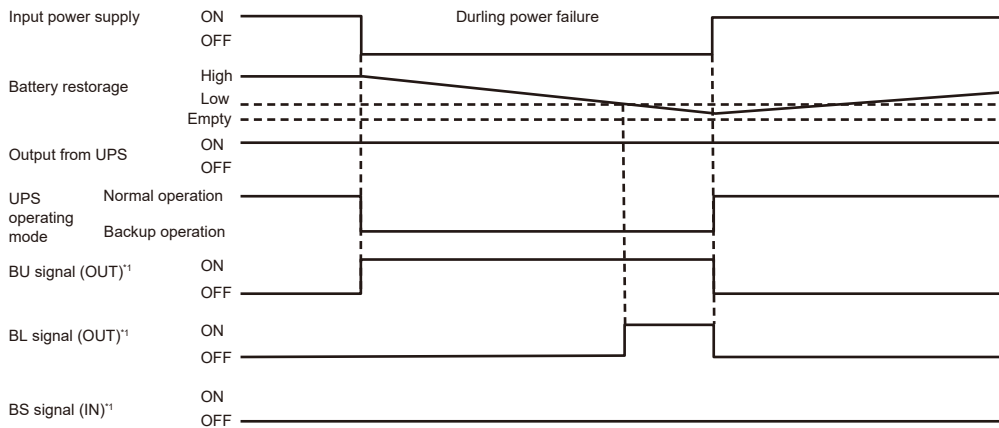 Input power supply
ON
OFF
Durling power failure
Battery restorage
High
Low
Empty
Output from UPS
ON
OFF
UPS
operating
mode
Normal operation
Backup operation
BU signal (OUT)*1
ON
OFF
BL signal (OUT)*1
ON
OFF
BS signal (IN)*1
ON
OFF